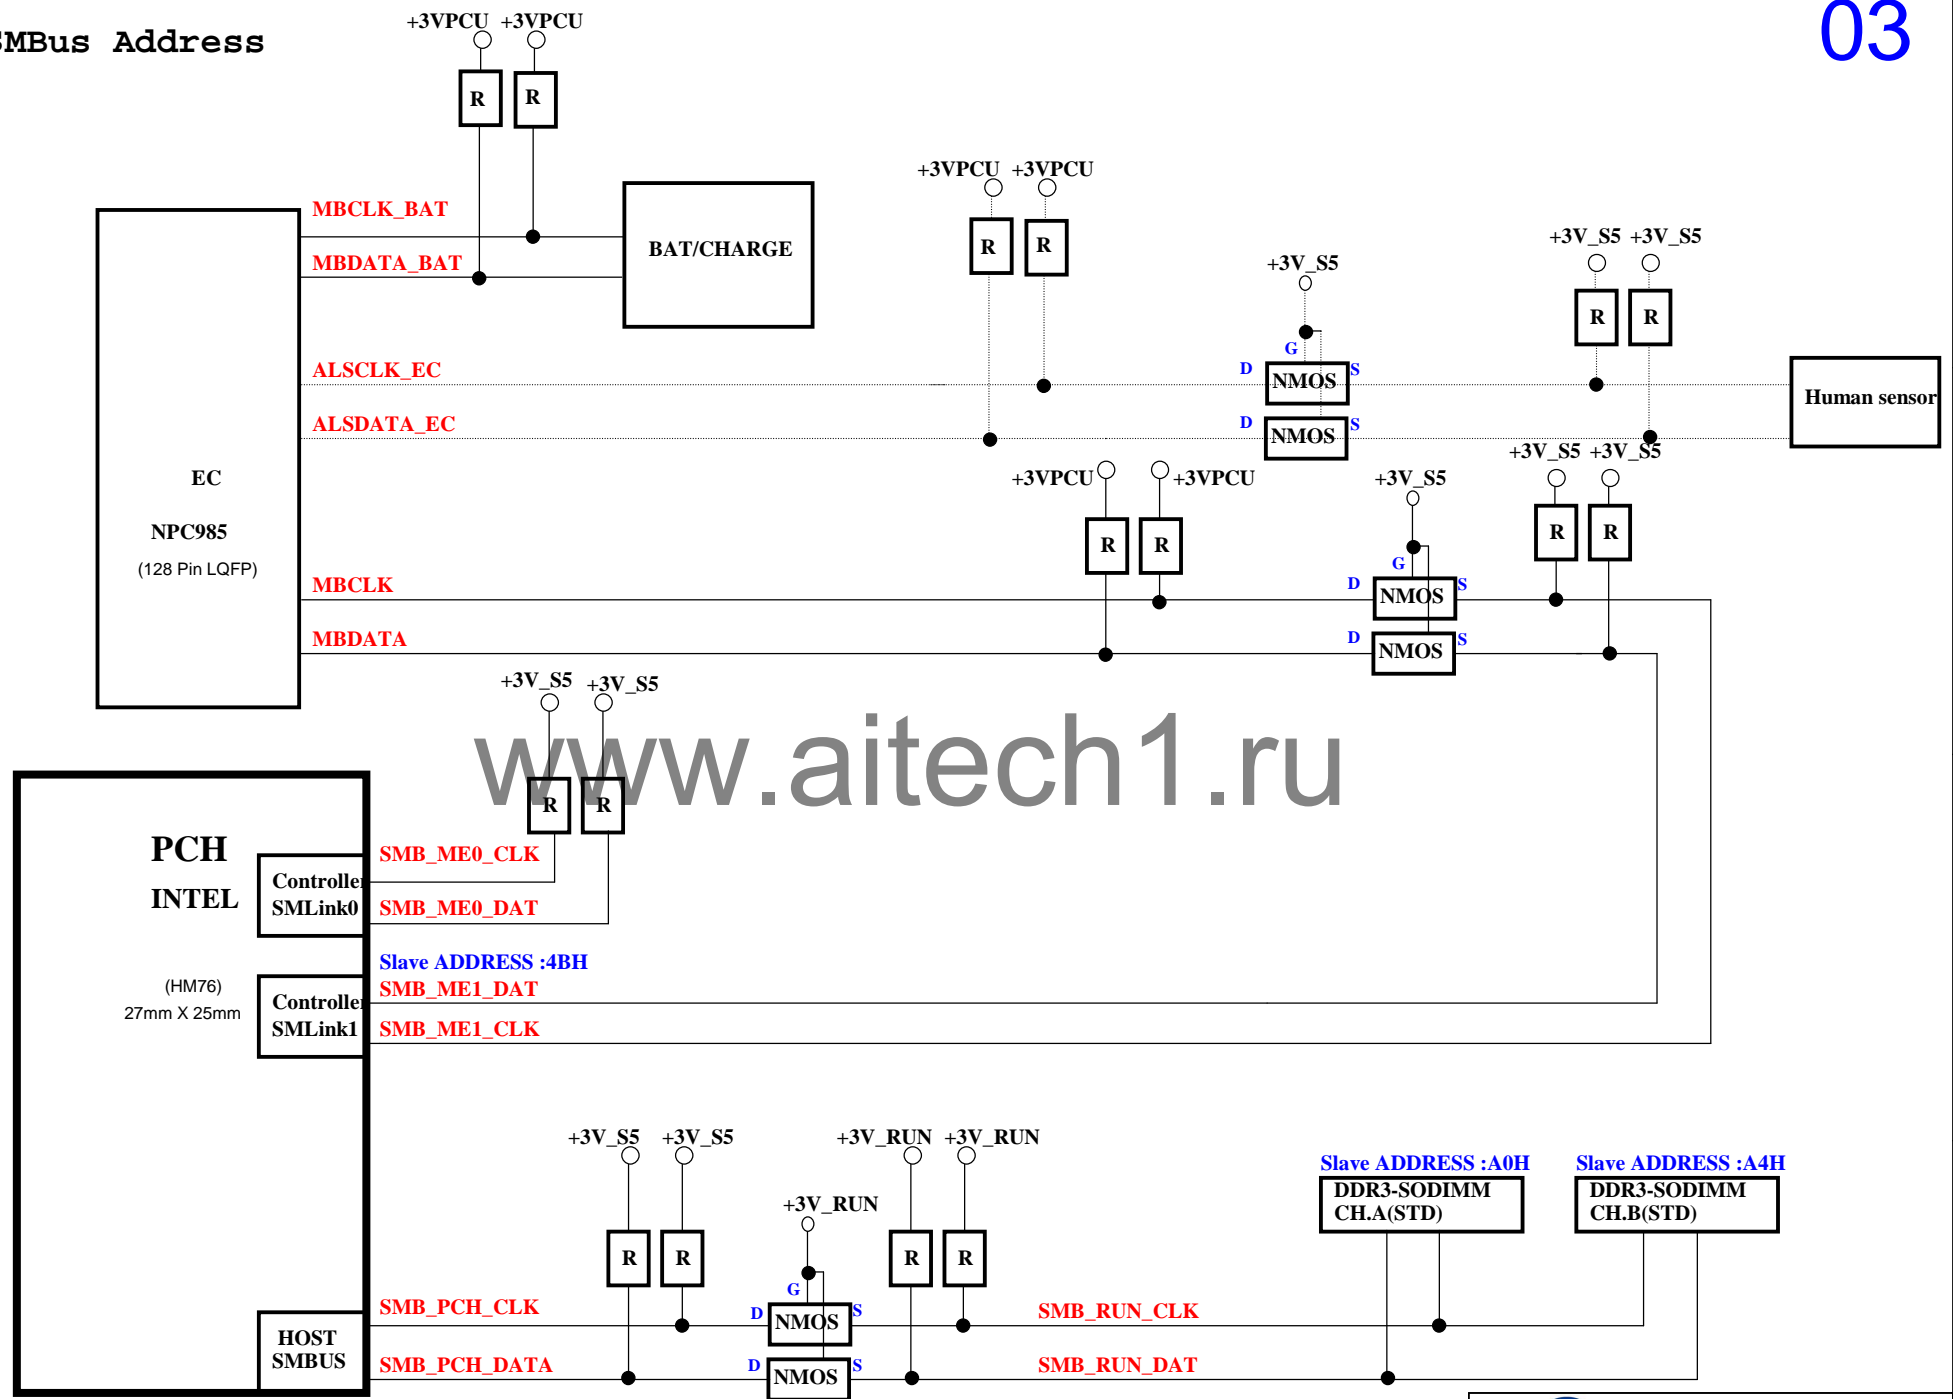 SMBus Address
03
+3VPCU +3VPCU
R R
MBCLK_BAT
MBDATA_BAT
BAT/CHARGE
+3VPCU +3VPCU
R R
+3V_S5
+3V_S5 +3V_S5
R R
ALSCLK_EC
G
D NMOS S
ALSDATA_EC
D NMOS S
Human sensor
EC
NPC985
(128 Pin LQFP)
+3VPCU +3VPCU
R R
+3V_S5
+3V_S5 +3V_S5
R R
MBCLK
G
D NMOS S
MBDATA
D NMOS S
+3V_S5 +3V_S5
R R
www.aitech1.ru
PCH
INTEL
(HM76)
27mm X 25mm
Controller
SMLink0
SMB_ME0_CLK
SMB_ME0_DAT
Slave ADDRESS :4BH
Controller
SMLink1
SMB_ME1_DAT
SMB_ME1_CLK
+3V_S5 +3V_S5
R R
+3V_RUN
+3V_RUN +3V_RUN
R R
Slave ADDRESS :A0H
DDR3-SODIMM
CH.A(STD)
Slave ADDRESS :A4H
DDR3-SODIMM
CH.B(STD)
HOST
SMBUS
SMB_PCH_CLK
G
D NMOS S
SMB_RUN_CLK
SMB_PCH_DATA
D NMOS S
SMB_RUN_DAT